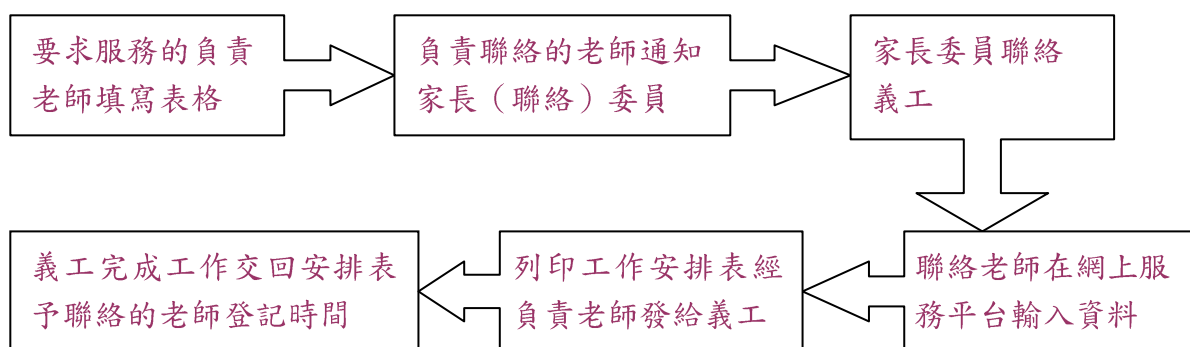 要求服務的負責
老師填寫表格
負責聯絡的老師通知
家長（聯絡）委員
家長委員聯絡
義工
聯絡老師在網上服
務平台輸入資料
列印工作安排表經
負責老師發給義工
義工完成工作交回安排表
予聯絡的老師登記時間